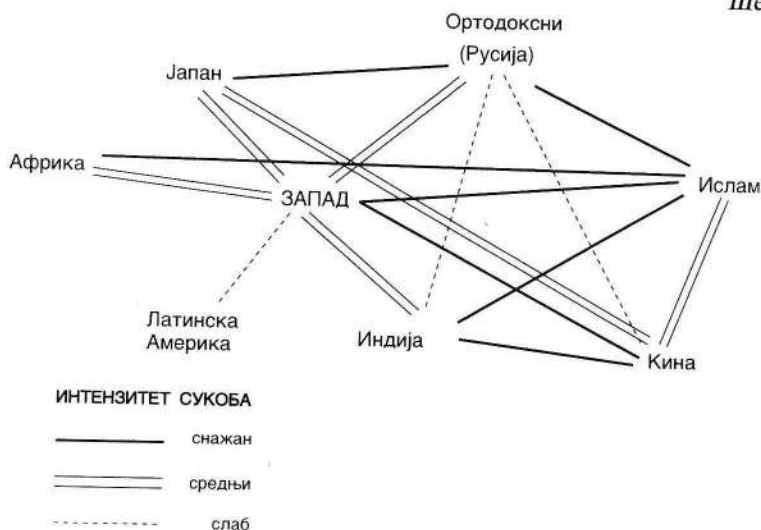 Ортодоксни
(Русија)
Јапан
Африка
Ислам
ЗАПАД
Латинска
Америка
Индија
Кина
ИНТЕНЗИТЕТ СУКОБА
снажан
средњи
слаб